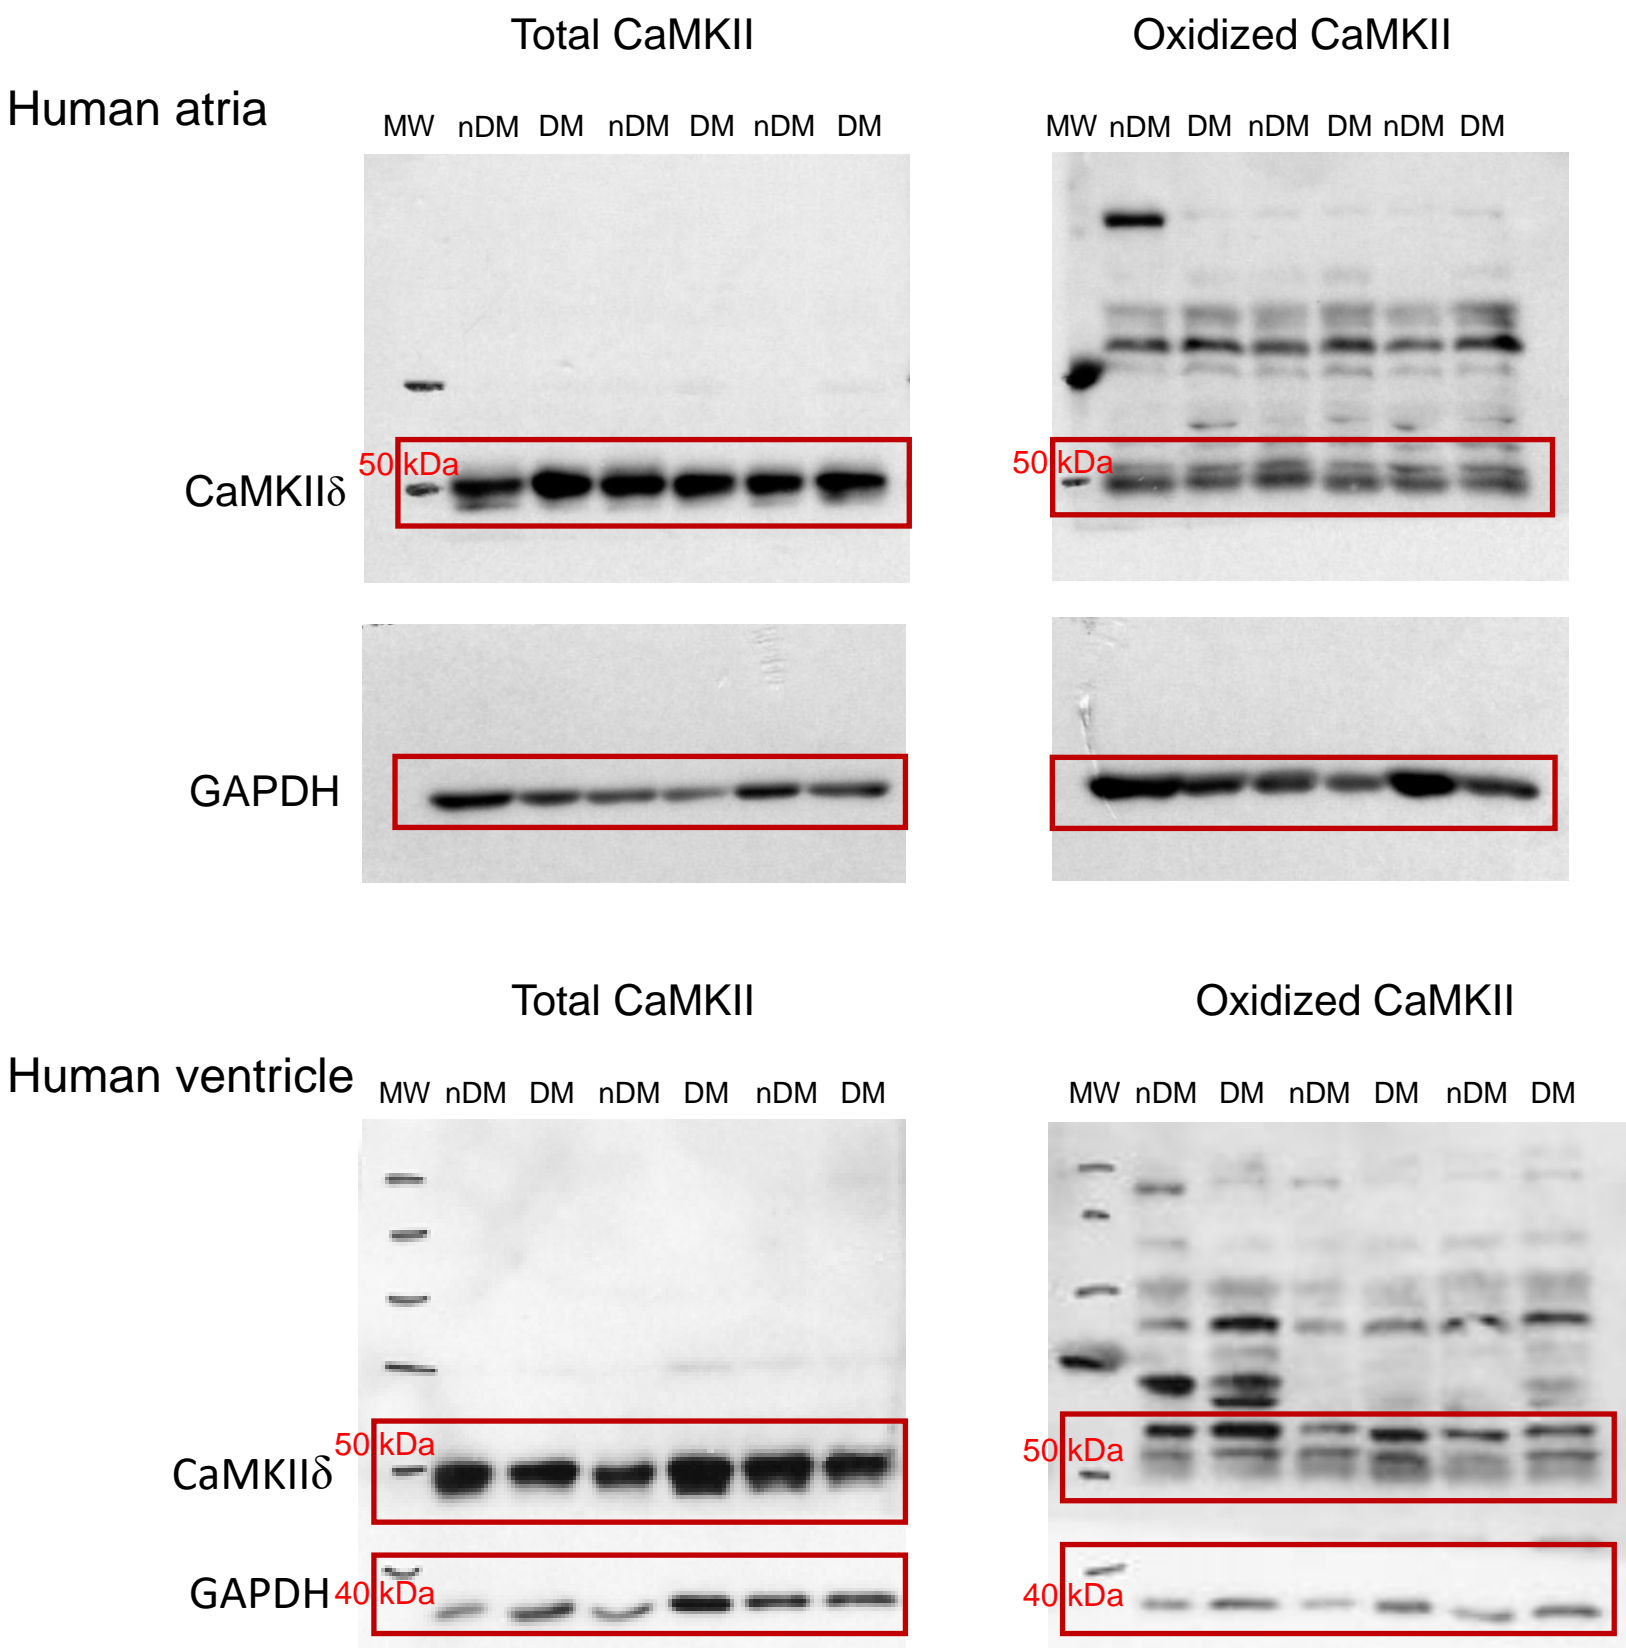 Total CaMKII Oxidized CaMKII
Human atria
MW nDM DM nDM DM nDM DM MW nDM DM nDM DM nDM DM
50 kDa 50 kDa
CaMKIIδ
GAPDH
Total CaMKII Oxidized CaMKII
Human ventricle
MW nDM DM nDM DM nDM DM MW nDM DM nDM DM nDM DM
50 kDa 50 kDa
CaMKIIδ
GAPDH 40 kDa 40 kDa